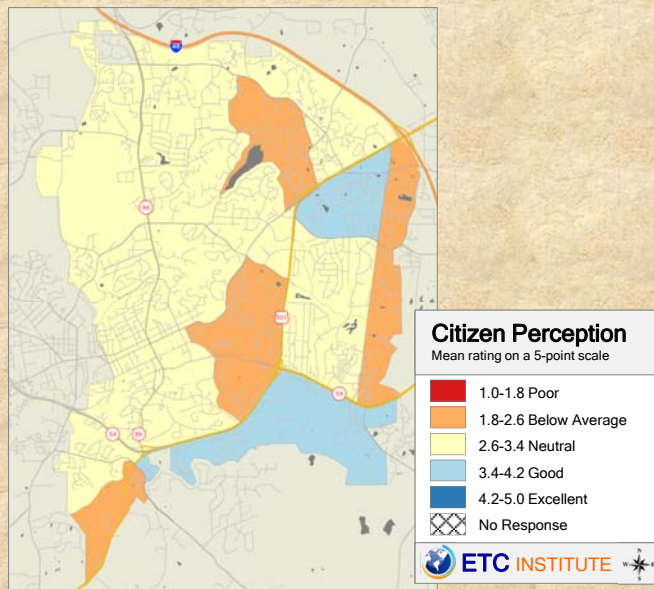 40
86
501
54
54
86
Citizen Perception
Mean rating on a 5-point scale
1.0-1.8 Poor
1.8-2.6 Below Average
2.6-3.4 Neutral
3.4-4.2 Good
4.2-5.0 Excellent
No Response
ETC INSTITUTE
N
W
E
S